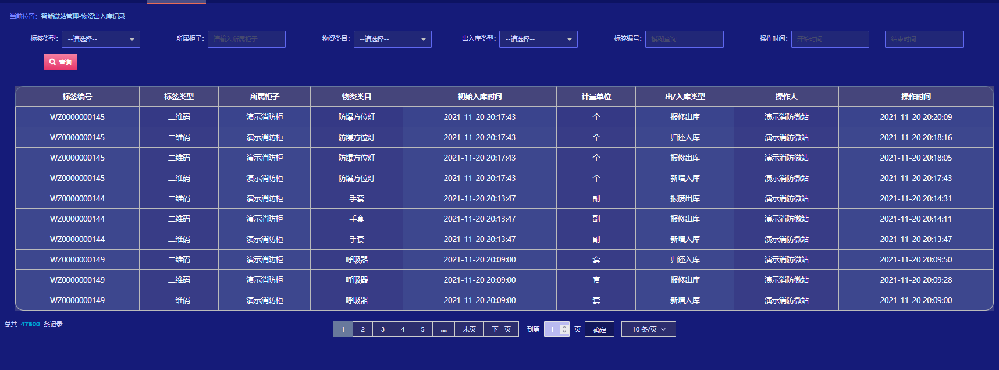 当前位置：智能微站管理-物资出入库记录
标签类型： --请选择-- 所属柜子： 请输入所属柜子 物资类目： --请选择-- 出入库类型： --请选择-- 标签编号： 模糊查询 操作时间： 开始时间 - 结束时间
查询
标签编号 标签类型 所属柜子 物资类目 初始入库时间 计量单位 出/入库类型 操作人 操作时间
WZ0000000145 二维码 演示消防柜 防爆方位灯 2021-11-20 20:17:43 个 报修出库 演示消防微站 2021-11-20 20:20:09
WZ0000000145 二维码 演示消防柜 防爆方位灯 2021-11-20 20:17:43 个 归还入库 演示消防微站 2021-11-20 20:18:16
WZ0000000145 二维码 演示消防柜 防爆方位灯 2021-11-20 20:17:43 个 报修出库 演示消防微站 2021-11-20 20:18:05
WZ0000000145 二维码 演示消防柜 防爆方位灯 2021-11-20 20:17:43 个 新增入库 演示消防微站 2021-11-20 20:17:43
WZ0000000144 二维码 演示消防柜 手套 2021-11-20 20:13:47 副 报废出库 演示消防微站 2021-11-20 20:14:31
WZ0000000144 二维码 演示消防柜 手套 2021-11-20 20:13:47 副 报修出库 演示消防微站 2021-11-20 20:14:11
WZ0000000144 二维码 演示消防柜 手套 2021-11-20 20:13:47 副 新增入库 演示消防微站 2021-11-20 20:13:47
WZ0000000149 二维码 演示消防柜 呼吸器 2021-11-20 20:09:00 套 归还入库 演示消防微站 2021-11-20 20:09:50
WZ0000000149 二维码 演示消防柜 呼吸器 2021-11-20 20:09:00 套 报修出库 演示消防微站 2021-11-20 20:09:28
WZ0000000149 二维码 演示消防柜 呼吸器 2021-11-20 20:09:00 套 新增入库 演示消防微站 2021-11-20 20:09:00
总共 47600 条记录 1 2 3 4 5 ... 末页 下一页 到第 1 页 确定 10 条/页